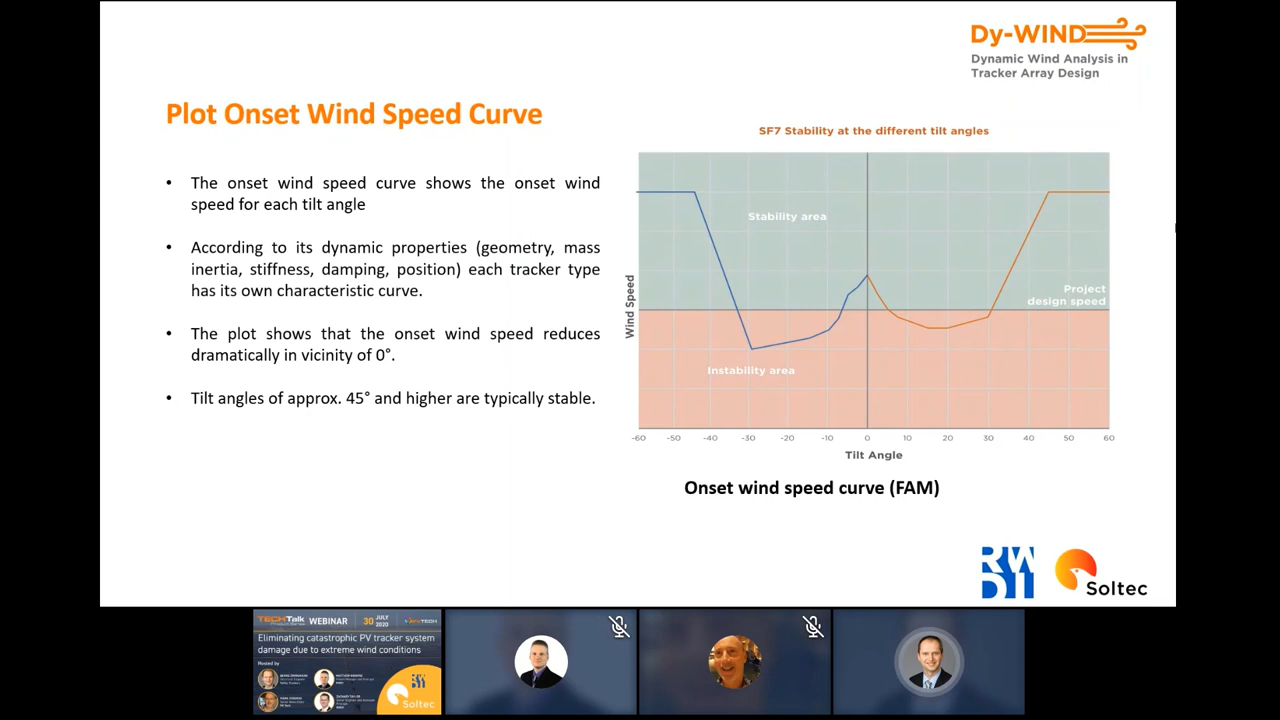 Dy-WIND
Dynamic Wind Analysis in
Tracker Array Design
Plot Onset Wind Speed Curve
• The onset wind speed curve shows the onset wind
speed for each tilt angle
• According to its dynamic properties (geometry, mass
inertia, stiffness, damping, position) each tracker type
has its own characteristic curve.
• The plot shows that the onset wind speed reduces
dramatically in vicinity of 0°.
• Tilt angles of approx. 45° and higher are typically stable.
SF7 Stability at the different tilt angles
Stability area
Project
design speed
Wind Speed
Instability area
-60 -50 -40 -30 -20 -10 0 10 20 30 40 50 60
Tilt Angle
Onset wind speed curve (FAM)
RWDI
Soltec
TECHTalk WEBINAR 30 JULY 2020
Eliminating catastrophic PV tracker system
damage due to extreme wind conditions
Hosted by
Soltec